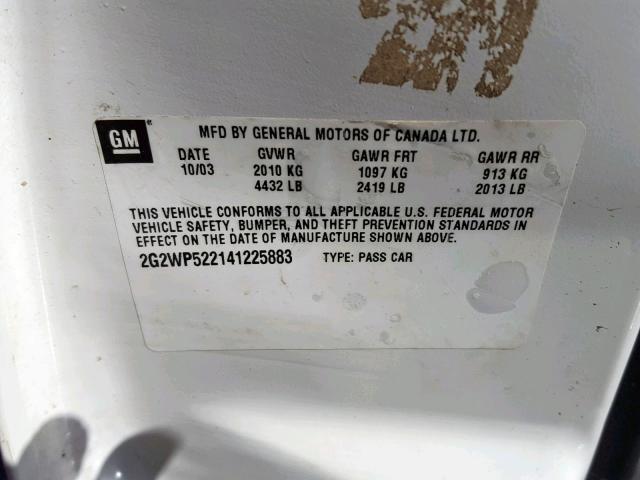 GM
MFD BY GENERAL MOTORS OF CANADA LTD.
DATE GVWR GAWR FRT GAWR RR
10/03 2010 KG 1097 KG 913 KG
4432 LB 2419 LB 2013 LB
THIS VEHICLE CONFORMS TO ALL APPLICABLE U.S. FEDERAL MOTOR
VEHICLE SAFETY, BUMPER, AND THEFT PREVENTION STANDARDS IN
EFFECT ON THE DATE OF MANUFACTURE SHOWN ABOVE.
2G2WP522141225883 TYPE: PASS CAR